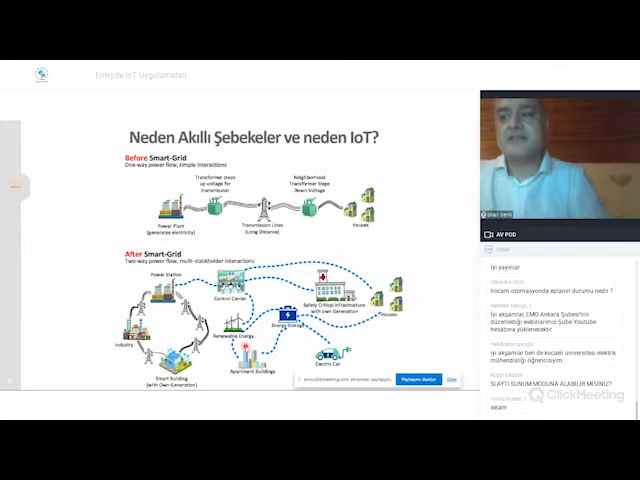 Enerjide IoT Uygulamaları
Neden Akıllı Şebekeler ve neden IoT?
Before Smart-Grid
One-way power flow, simple interactions
Transformer steps
up voltage for
transmission
Neighborhood
Transformer Steps
Down Voltage
Power Plant
(generates electricity)
Transmission Lines
(Long Distance)
Houses
After Smart-Grid
Two-way power flow, multi-stackholder interactions
Power Station
Control Center
Safety Critical Infrastructure
with own Generation
Houses
Industry
Renewable Energy
Energy Storage
Smart Building
(with Own-Generation)
Apartment Buildings
Electric Car
Paylaşımı durdur
Gizle
AV POD
CHAT
İyi yayınlar
hocam otomasyonda eplanın durumu nedir ?
İyi akşamlar, EMO Ankara Şubesi'nin
düzenlediği webinarımız Şube Youtube
hesabına yüklenecektir
iyi akşamlar ben de kocaeli üniversitesi elektrik
mühendisliği öğrencisiyim
SLAYTI SUNUM MODUNA ALABİLİR MİSİNİZ?
selam
ClickMeeting